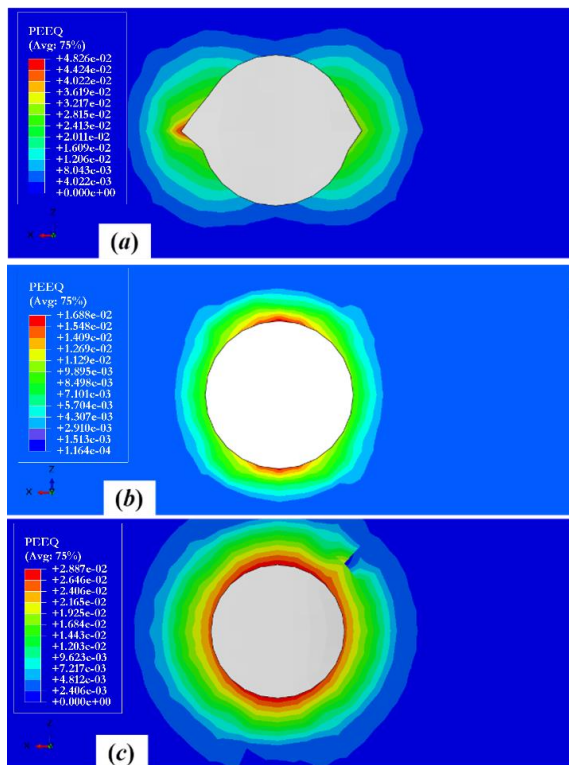 PEEQ
(Avg: 75%)
+4.826e-02
+4.424e-02
+4.022e-02
+3.619e-02
+3.217e-02
+2.815e-02
+2.413e-02
+2.011e-02
+1.609e-02
+1.206e-02
+8.043e-03
+4.022e-03
+0.000e+00
Z
X
(a)
PEEQ
(Avg: 75%)
+1.688e-02
+1.548e-02
+1.409e-02
+1.269e-02
+1.129e-02
+9.895e-03
+8.498e-03
+7.101e-03
+5.704e-03
+4.307e-03
+2.910e-03
+1.513e-03
+1.164e-04
Z
X
(b)
PEEQ
(Avg: 75%)
+2.887e-02
+2.646e-02
+2.406e-02
+2.165e-02
+1.925e-02
+1.684e-02
+1.443e-02
+1.203e-02
+9.623e-03
+7.217e-03
+4.812e-03
+2.406e-03
+0.000e+00
X
(c)